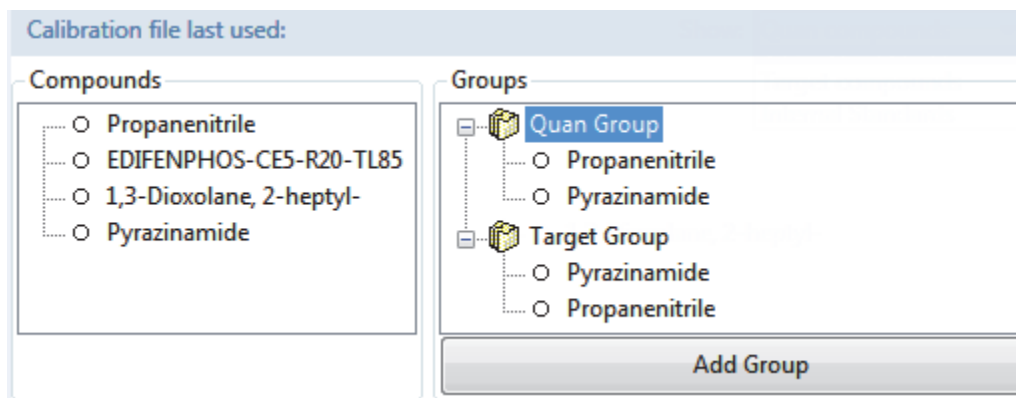 Calibration file last used:
Compounds
Propanenitrile
EDIFENPHOS-CE5-R20-TL85
1,3-Dioxolane, 2-heptyl-
Pyrazinamide
Groups
Quan Group
Propanenitrile
Pyrazinamide
Target Group
Pyrazinamide
Propanenitrile
Add Group